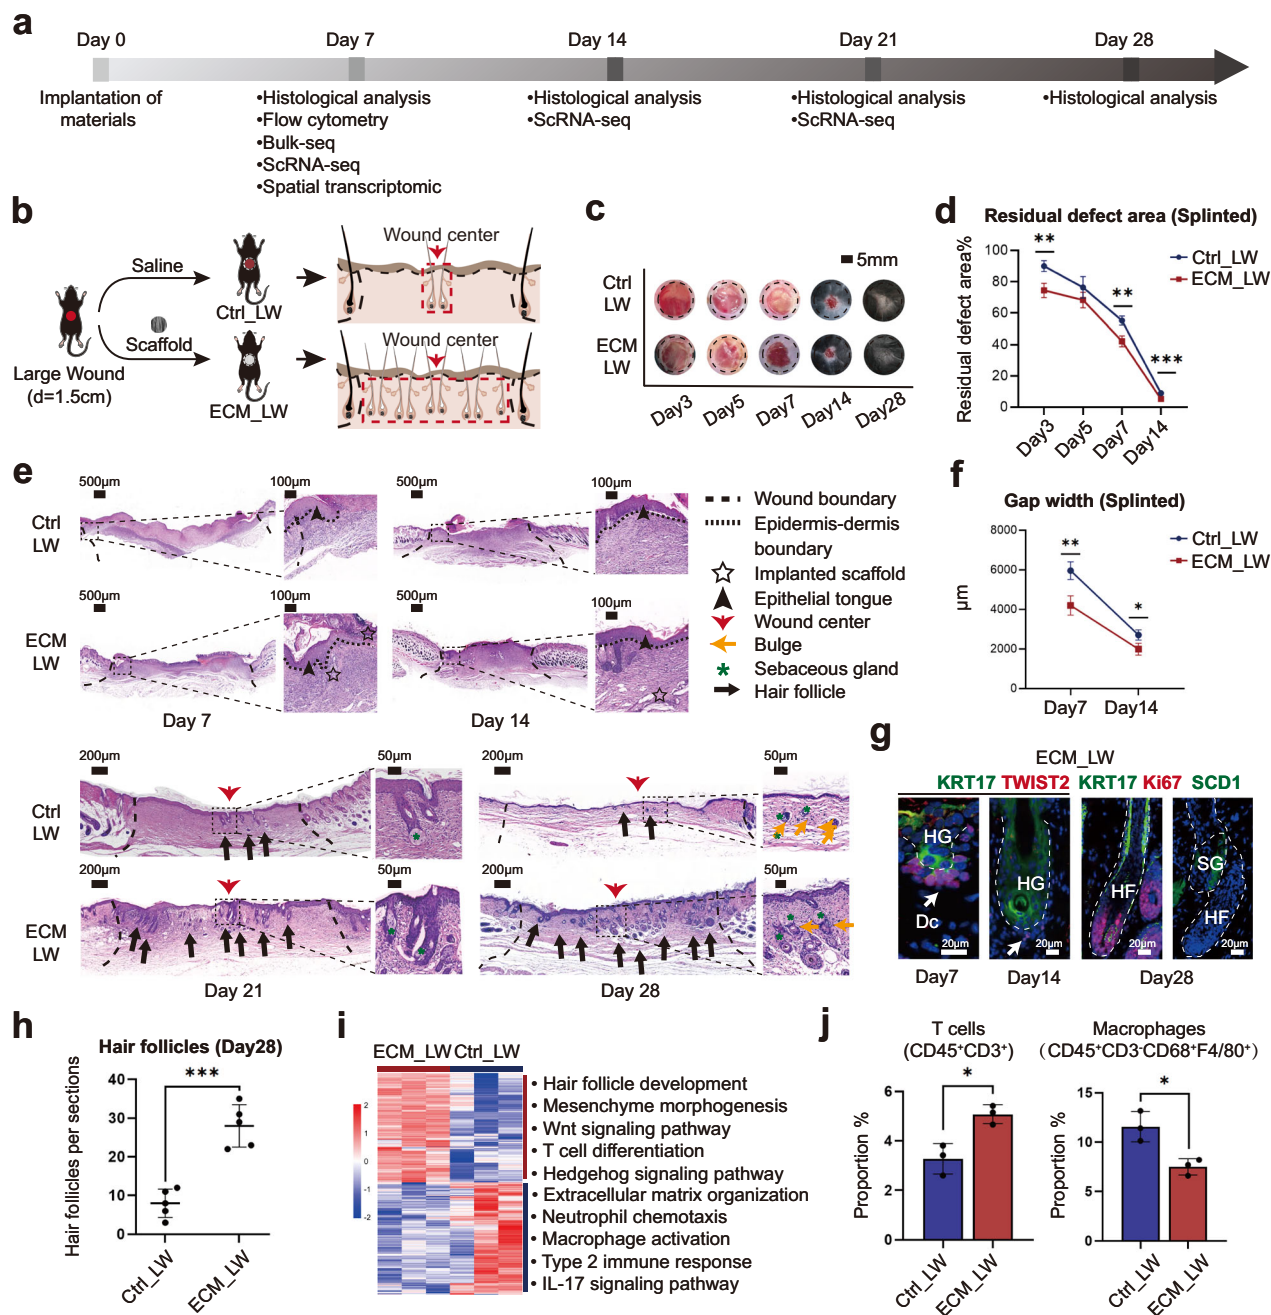 a
Day 0
Day 7
Day 14
Day 21
Day 28
Implantation of
materials
•Histological analysis
•Flow cytometry
•Bulk-seq
•ScRNA-seq
•Spatial transcriptomic
•Histological analysis
•ScRNA-seq
•Histological analysis
•ScRNA-seq
•Histological analysis
b
Saline
Scaffold
Large Wound
(d=1.5cm)
Ctrl_LW
ECM_LW
Wound center
Wound center
c
5mm
Ctrl
LW
ECM
LW
Day3
Day5
Day7
Day14
Day28
d
Residual defect area (Splinted)
Residual defect area%
100
80
60
40
20
0
**
**
***
Ctrl_LW
ECM_LW
Day3
Day5
Day7
Day14
e
500μm
100μm
500μm
100μm
Ctrl
LW
500μm
100μm
500μm
100μm
ECM
LW
Day 7
Day 14
Wound boundary
Epidermis-dermis
boundary
Implanted scaffold
Epithelial tongue
Wound center
Bulge
Sebaceous gland
Hair follicle
200μm
50μm
200μm
50μm
Ctrl
LW
200μm
50μm
200μm
50μm
ECM
LW
Day 21
Day 28
f
Gap width (Splinted)
μm
8000
6000
4000
2000
0
**
*
Ctrl_LW
ECM_LW
Day7
Day14
g
ECM_LW
KRT17 TWIST2 KRT17 Ki67 SCD1
HG
Dc
20μm
HG
20μm
HF
20μm
SG
HF
20μm
Day7
Day14
Day28
h
Hair follicles (Day28)
Hair follicles per sections
40
30
20
10
0
***
Ctrl_LW
ECM_LW
i
ECM_LW Ctrl_LW
2
1
0
-1
-2
• Hair follicle development
• Mesenchyme morphogenesis
• Wnt signaling pathway
• T cell differentiation
• Hedgehog signaling pathway
• Extracellular matrix organization
• Neutrophil chemotaxis
• Macrophage activation
• Type 2 immune response
• IL-17 signaling pathway
j
T cells
(CD45⁺CD3⁺)
Proportion %
6
4
2
0
*
Ctrl_LW
ECM_LW
Macrophages
(CD45⁺CD3⁻CD68⁺F4/80⁺)
Proportion %
15
10
5
0
*
Ctrl_LW
ECM_LW